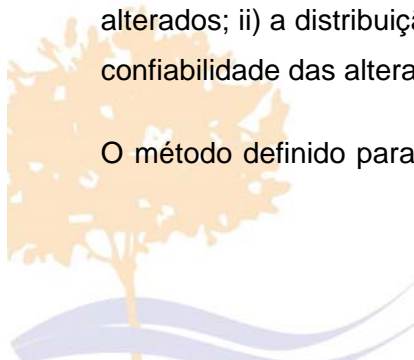 alterados; ii) a distribuiçã
confiabilidade das altera
O método definido para